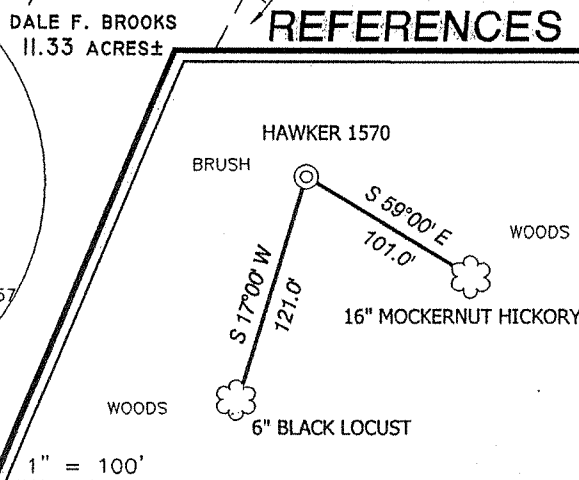 DALE F. BROOKS
11.33 ACRES±
REFERENCES
HAWKER 1570
BRUSH
S 59°00' E
101.0'
WOODS
S 17°00' W
121.0'
57
16" MOCKERNUT HICKORY
WOODS
6" BLACK LOCUST
1" = 100'